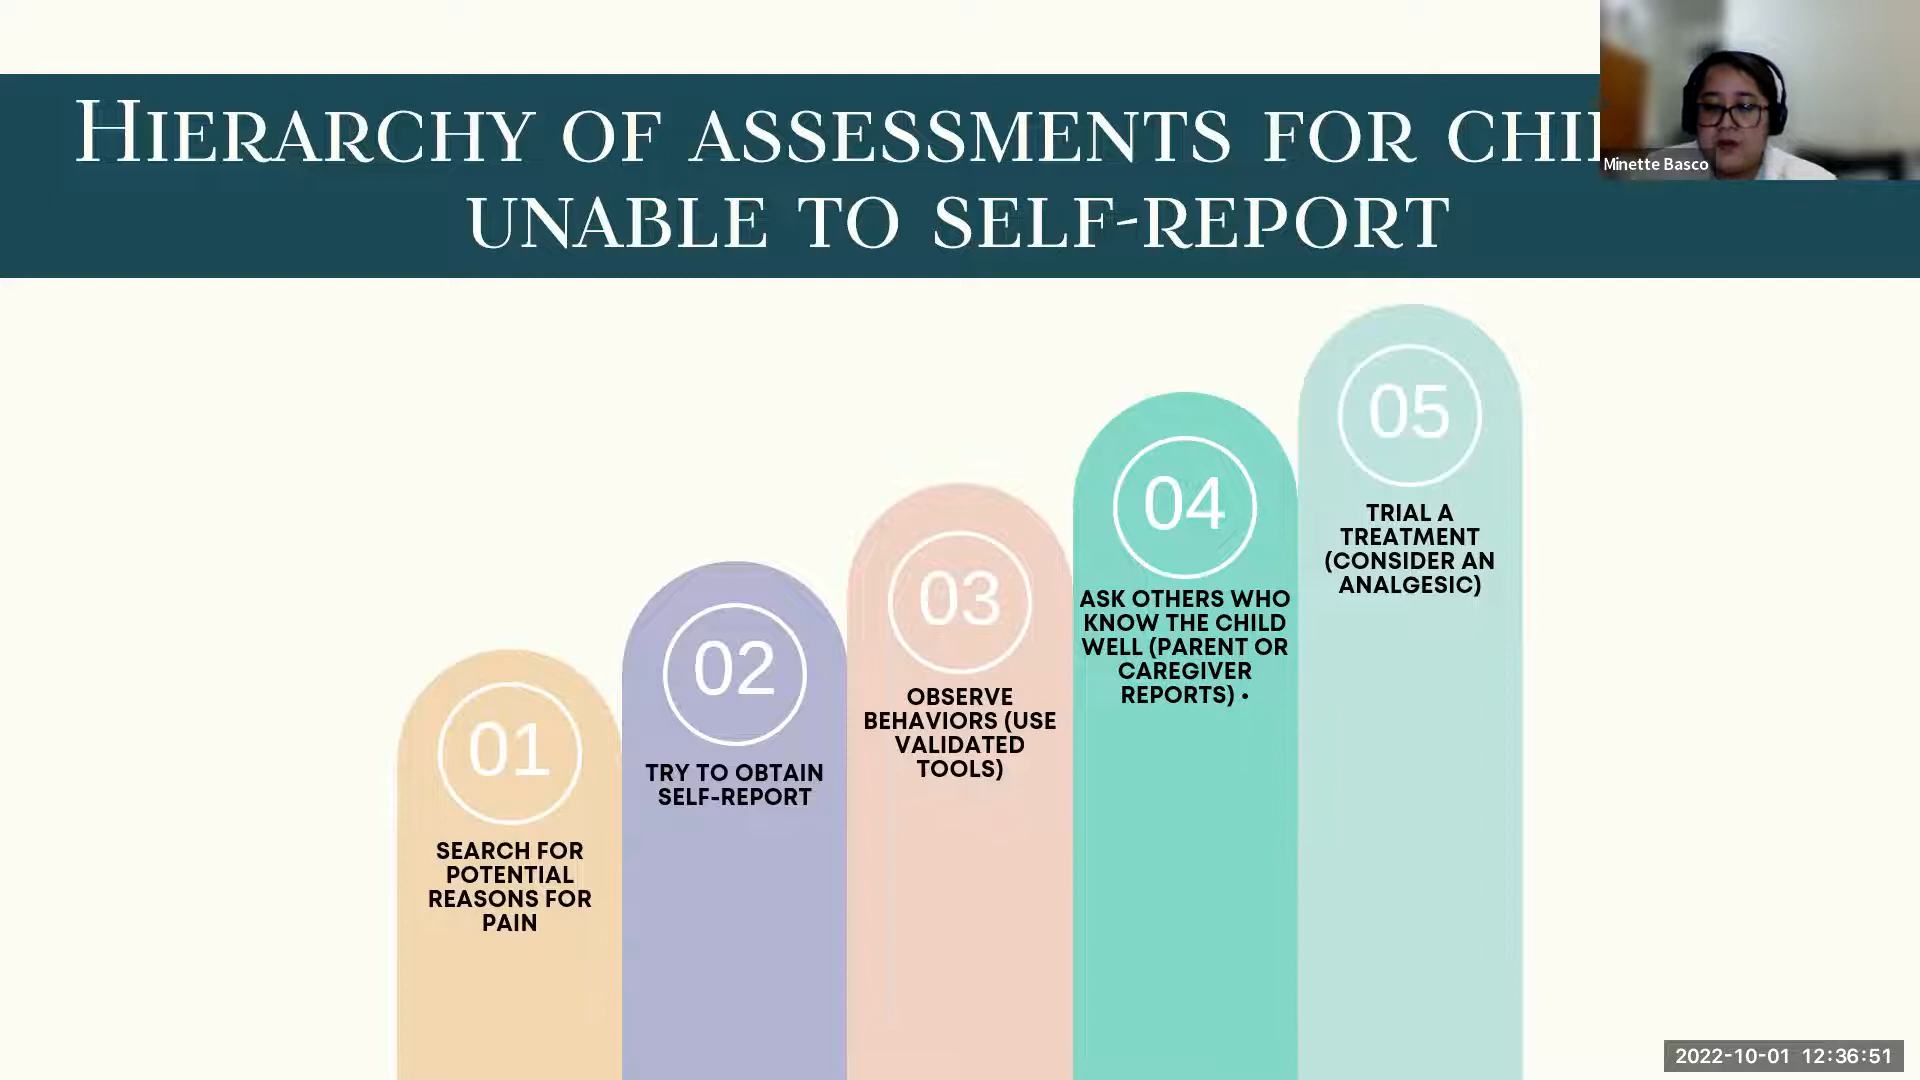 HIERARCHY OF ASSESSMENTS FOR
UNABLE TO SELF-REPORT
Minette Basco
01
SEARCH FOR
POTENTIAL
REASONS FOR
PAIN
02
TRY TO OBTAIN
SELF-REPORT
03
OBSERVE
BEHAVIORS (USE
VALIDATED
TOOLS)
04
ASK OTHERS WHO
KNOW THE CHILD
WELL (PARENT OR
CAREGIVER
REPORTS) •
05
TRIAL A
TREATMENT
(CONSIDER AN
ANALGESIC)
2022-10-01 12:36:51